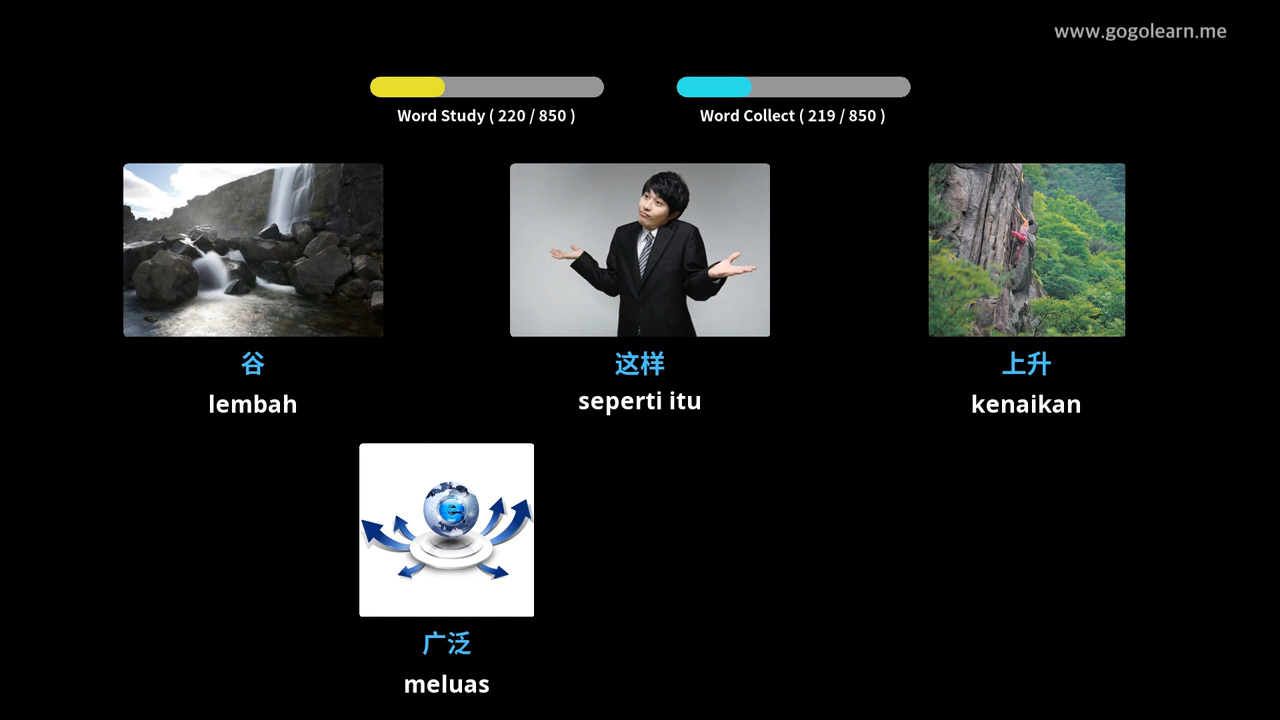 www.gogolearn.me
Word Study ( 220 / 850 )
Word Collect ( 219 / 850 )
谷
lembah
这样
seperti itu
上升
kenaikan
e
广泛
meluas